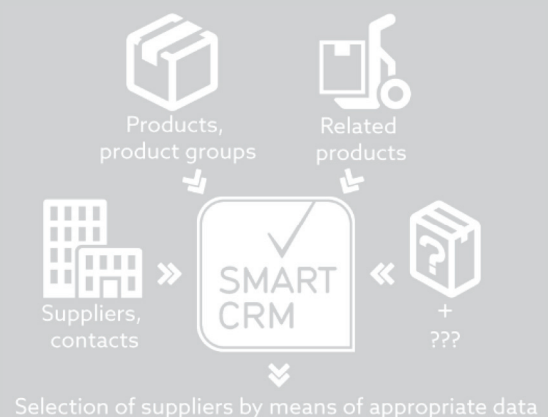 Products,
product groups
Related
products
SMART
CRM
Suppliers,
contacts
?
+
???
Selection of suppliers by means of appropriate data